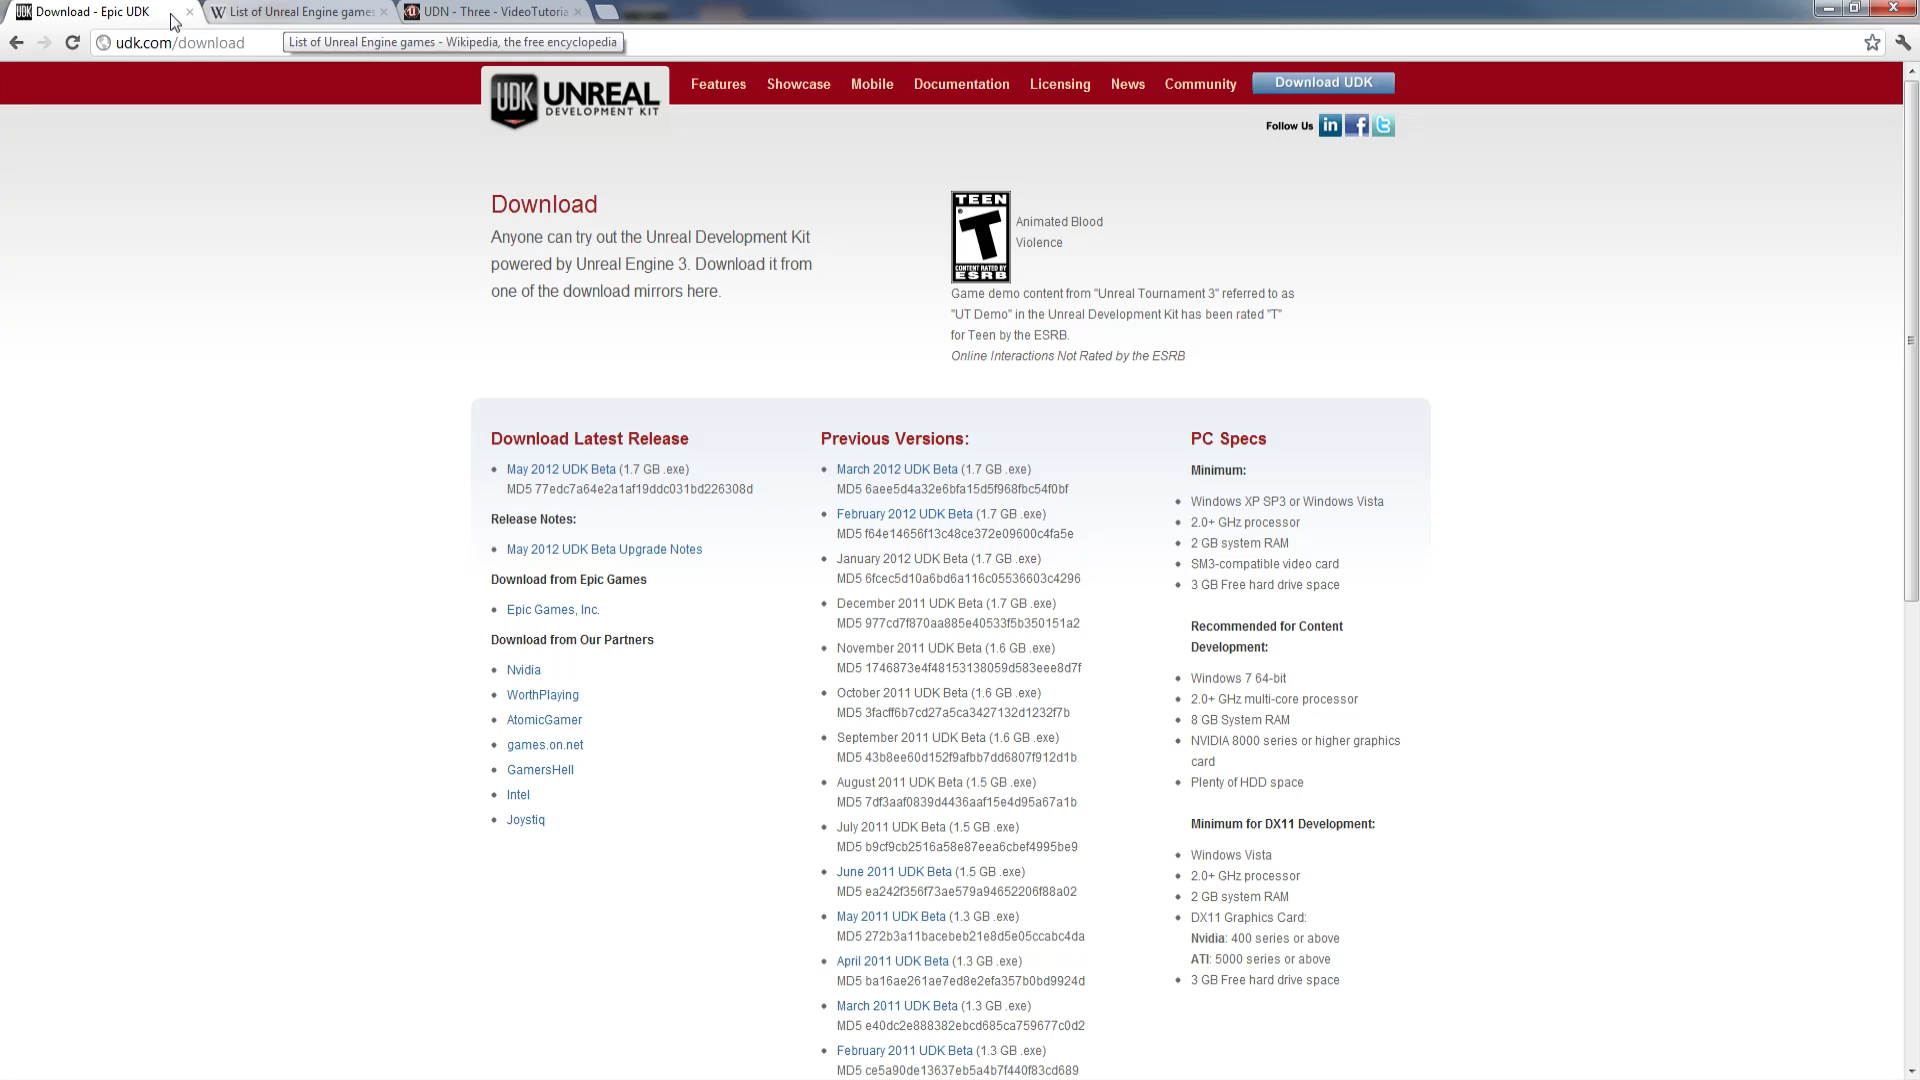 Download - Epic UDK
List of Unreal Engine games
UDN - Three - VideoTutoria
udk.com/download
List of Unreal Engine games - Wikipedia, the free encyclopedia
UDK UNREAL
DEVELOPMENT KIT
Features Showcase Mobile Documentation Licensing News Community Download UDK
Follow Us
Download
Anyone can try out the Unreal Development Kit
powered by Unreal Engine 3. Download it from
one of the download mirrors here.
TEEN
T
CONTENT RATED BY
ESRB
Animated Blood
Violence
Game demo content from "Unreal Tournament 3" referred to as
"UT Demo" in the Unreal Development Kit has been rated "T"
for Teen by the ESRB.
Online Interactions Not Rated by the ESRB
Download Latest Release
May 2012 UDK Beta (1.7 GB .exe)
MD5 77edc7a64e2a1af19ddc031bd226308d
Release Notes:
May 2012 UDK Beta Upgrade Notes
Download from Epic Games
Epic Games, Inc.
Download from Our Partners
Nvidia
WorthPlaying
AtomicGamer
games.on.net
GamersHell
Intel
Joystiq
Previous Versions:
March 2012 UDK Beta (1.7 GB .exe)
MD5 6aee5d4a32e6bfa15d5f968fbc54f0bf
February 2012 UDK Beta (1.7 GB .exe)
MD5 f64e14656f13c48ce372e09600c4fa5e
January 2012 UDK Beta (1.7 GB .exe)
MD5 6fcec5d10a6bd6a116c05536603c4296
December 2011 UDK Beta (1.7 GB .exe)
MD5 977cd7f870aa885e40533f5b350151a2
November 2011 UDK Beta (1.6 GB .exe)
MD5 1746873e4f48153138059d583eee8d7f
October 2011 UDK Beta (1.6 GB .exe)
MD5 3facff6b7cd27a5ca3427132d1232f7b
September 2011 UDK Beta (1.6 GB .exe)
MD5 43b8ee60d152f9afbb7dd6807f912d1b
August 2011 UDK Beta (1.5 GB .exe)
MD5 7df3aaf0839d4436aaf15e4d95a67a1b
July 2011 UDK Beta (1.5 GB .exe)
MD5 b9cf9cb2516a58e87eea6cbef4995be9
June 2011 UDK Beta (1.5 GB .exe)
MD5 ea242f356f73ae579a94652206f88a02
May 2011 UDK Beta (1.3 GB .exe)
MD5 272b3a11bacebeb21e8d5e05ccabc4da
April 2011 UDK Beta (1.3 GB .exe)
MD5 ba16ae261ae7ed8e2efa357b0bd9924d
March 2011 UDK Beta (1.3 GB .exe)
MD5 e40dc2e888382ebcd685ca759677c0d2
February 2011 UDK Beta (1.3 GB .exe)
MD5 ce5a90de13637eb5a4b7f440f83cd689
PC Specs
Minimum:
Windows XP SP3 or Windows Vista
2.0+ GHz processor
2 GB system RAM
SM3-compatible video card
3 GB Free hard drive space
Recommended for Content
Development:
Windows 7 64-bit
2.0+ GHz multi-core processor
8 GB System RAM
NVIDIA 8000 series or higher graphics
card
Plenty of HDD space
Minimum for DX11 Development:
Windows Vista
2.0+ GHz processor
2 GB system RAM
DX11 Graphics Card:
Nvidia: 400 series or above
ATI: 5000 series or above
3 GB Free hard drive space